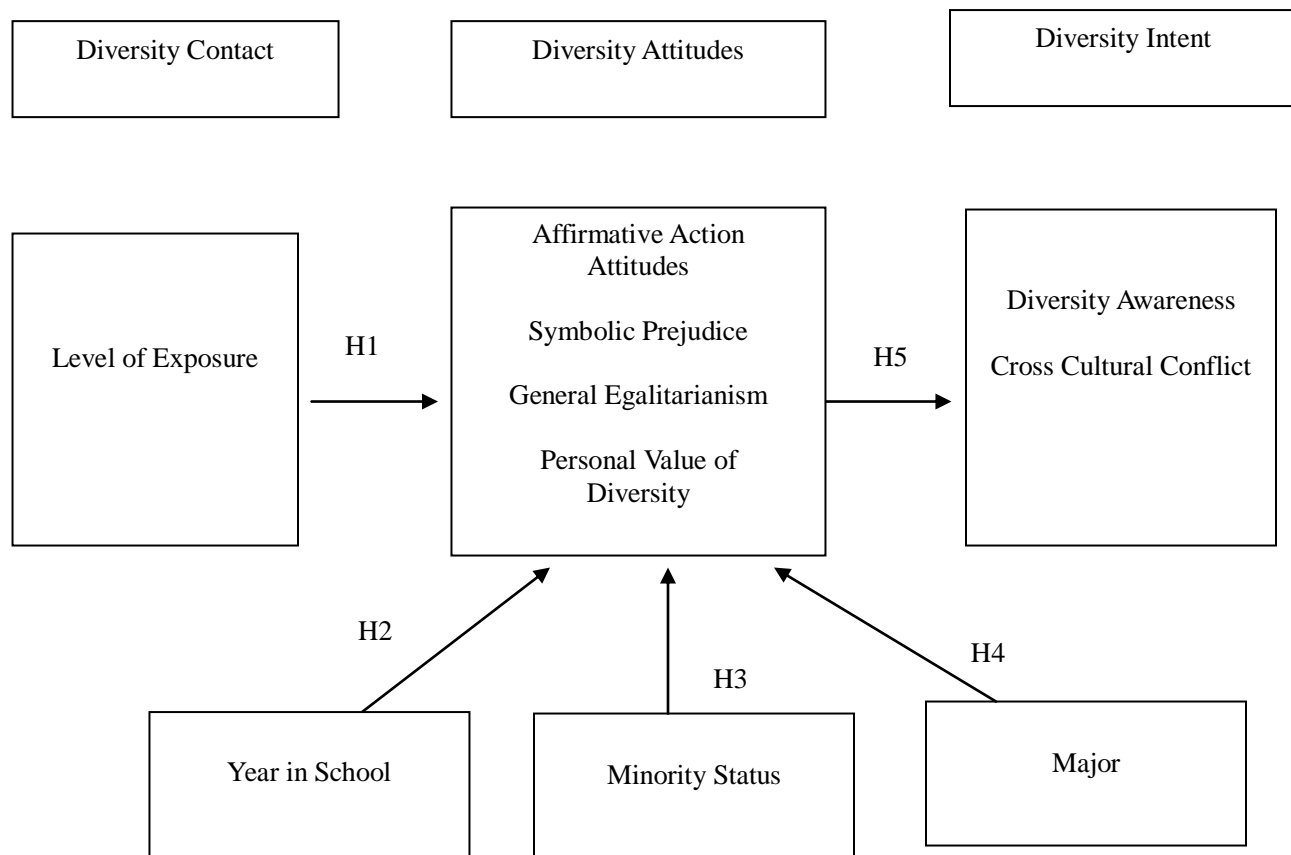 Diversity Contact
Diversity Attitudes
Diversity Intent
Level of Exposure
H1
Affirmative Action
Attitudes
Symbolic Prejudice
General Egalitarianism
Personal Value of
Diversity
H5
Diversity Awareness
Cross Cultural Conflict
H2
H3
H4
Year in School
Minority Status
Major